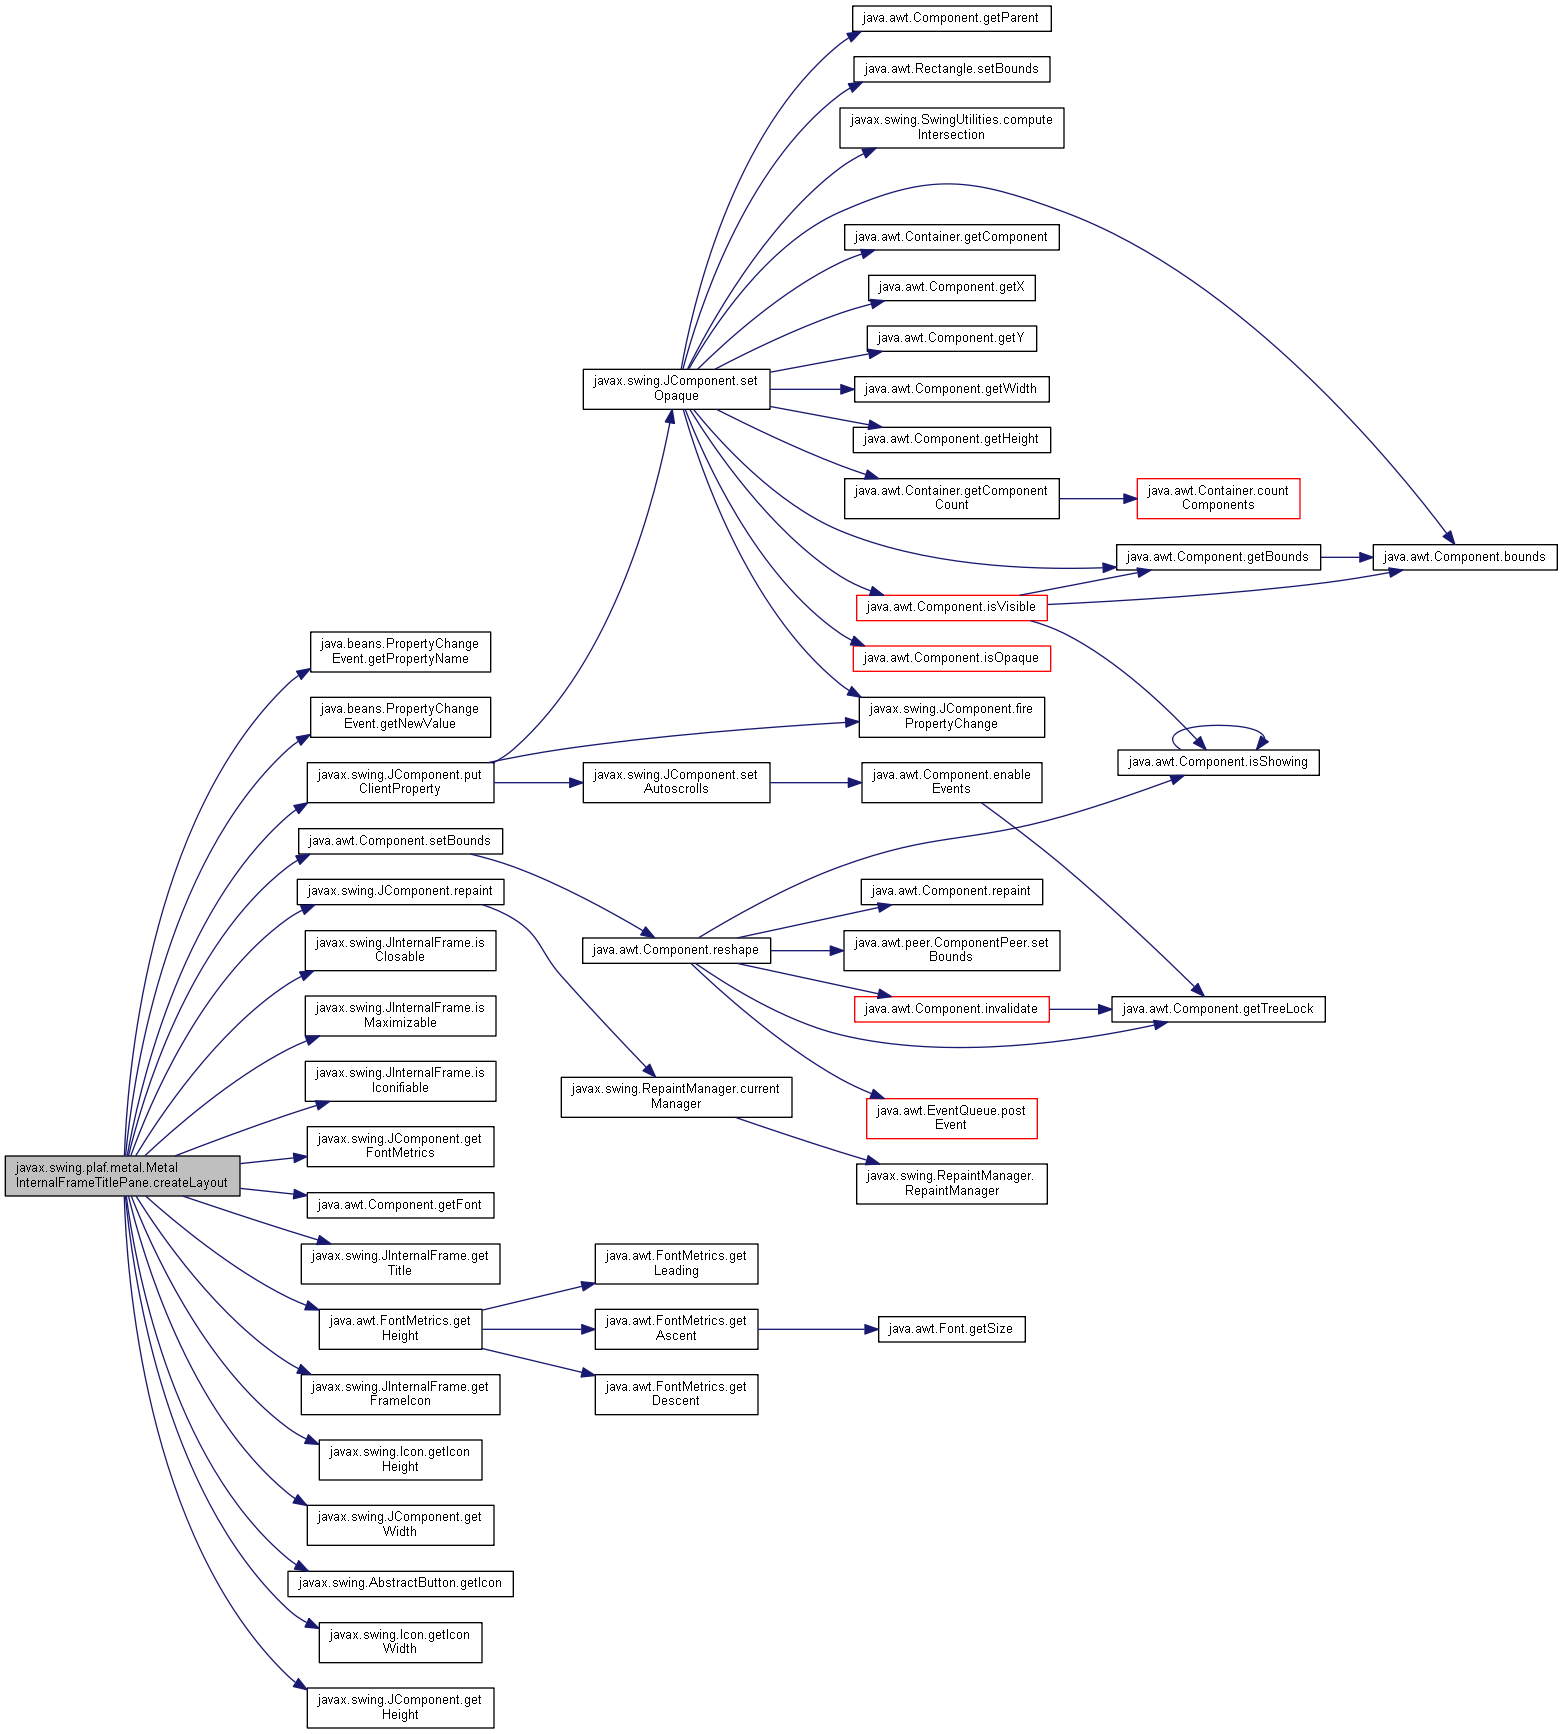 java.awt.Component.getParent
java.awt.Rectangle.setBounds
javax.swing.SwingUtilities.compute
Intersection
java.awt.Container.getComponent
java.awt.Component.getX
java.awt.Component.getY
javax.swing.JComponent.set
Opaque
java.awt.Component.getWidth
java.awt.Component.getHeight
java.awt.Container.getComponent
Count
java.awt.Container.count
Components
java.awt.Component.getBounds
java.awt.Component.bounds
java.awt.Component.isVisible
java.awt.Component.isOpaque
java.beans.PropertyChange
Event.getPropertyName
java.beans.PropertyChange
Event.getNewValue
javax.swing.JComponent.fire
PropertyChange
java.awt.Component.isShowing
javax.swing.JComponent.put
ClientProperty
javax.swing.JComponent.set
Autoscrolls
java.awt.Component.enable
Events
java.awt.Component.setBounds
javax.swing.JComponent.repaint
java.awt.Component.repaint
javax.swing.JInternalFrame.is
Closable
java.awt.Component.reshape
java.awt.peer.ComponentPeer.set
Bounds
javax.swing.JInternalFrame.is
Maximizable
java.awt.Component.invalidate
java.awt.Component.getTreeLock
javax.swing.JInternalFrame.is
Iconifiable
javax.swing.RepaintManager.current
Manager
java.awt.EventQueue.post
Event
javax.swing.JComponent.get
FontMetrics
javax.swing.plaf.metal.Metal
InternalFrameTitlePane.createLayout
javax.swing.RepaintManager.
RepaintManager
java.awt.Component.getFont
javax.swing.JInternalFrame.get
Title
java.awt.FontMetrics.get
Leading
java.awt.FontMetrics.get
Height
java.awt.FontMetrics.get
Ascent
java.awt.Font.getSize
javax.swing.JInternalFrame.get
FrameIcon
java.awt.FontMetrics.get
Descent
javax.swing.Icon.getIcon
Height
javax.swing.JComponent.get
Width
javax.swing.AbstractButton.getIcon
javax.swing.Icon.getIcon
Width
javax.swing.JComponent.get
Height